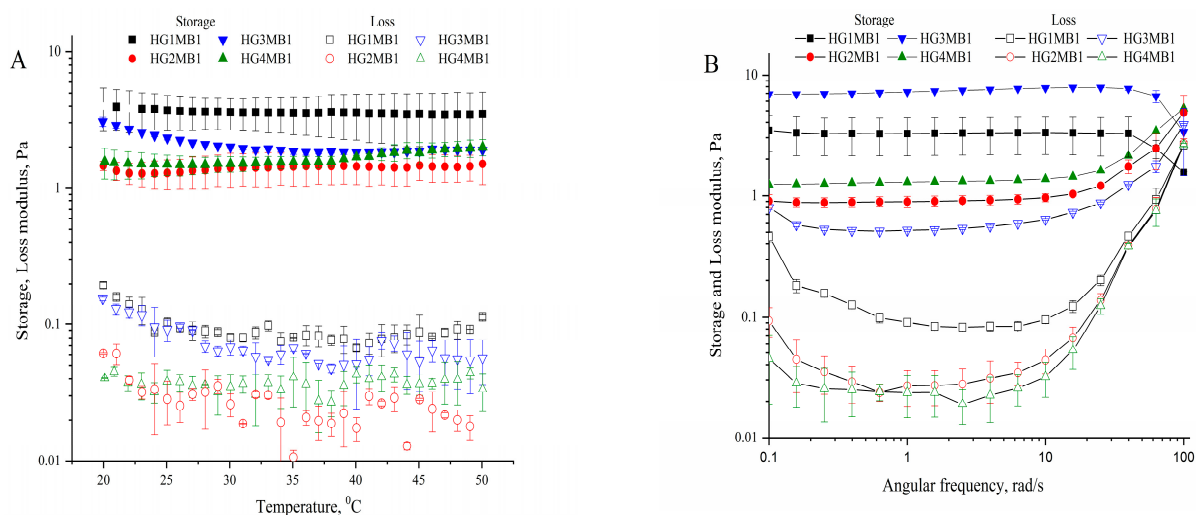 A
Storage Loss
HG1MB1 HG3MB1 HG1MB1 HG3MB1
HG2MB1 HG4MB1 HG2MB1 HG4MB1
Storage, Loss modulus, Pa
10
1
0.1
0.01
20 25 30 35 40 45 50
Temperature, ⁰C
B
Storage Loss
HG1MB1 HG3MB1 HG1MB1 HG3MB1
HG2MB1 HG4MB1 HG2MB1 HG4MB1
Storage and Loss modulus, Pa
10
1
0.1
0.01
0.1 1 10 100
Angular frequency, rad/s